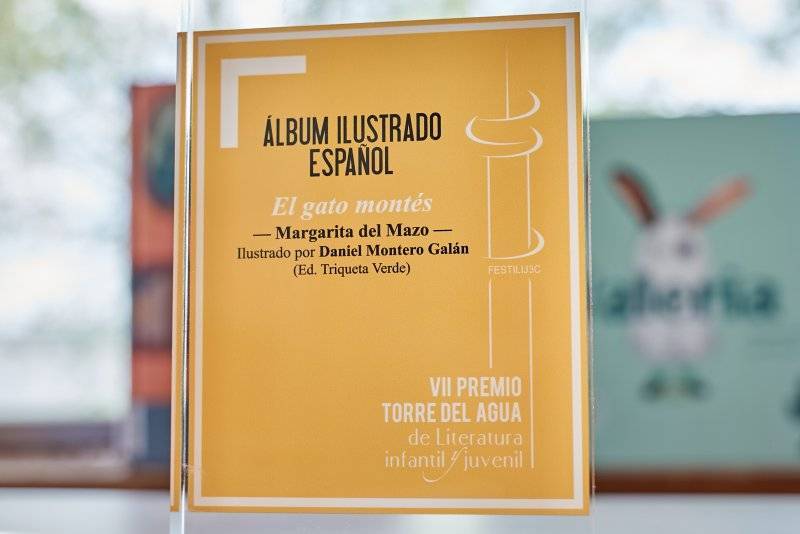 ÁLBUM ILUSTRADO
ESPAÑOL
El gato montés
— Margarita del Mazo —
Ilustrado por Daniel Montero Galán
(Ed. Triqueta Verde)
FESTILIJ3C
VII PREMIO
TORRE DEL AGUA
de Literatura
infantil y juvenil